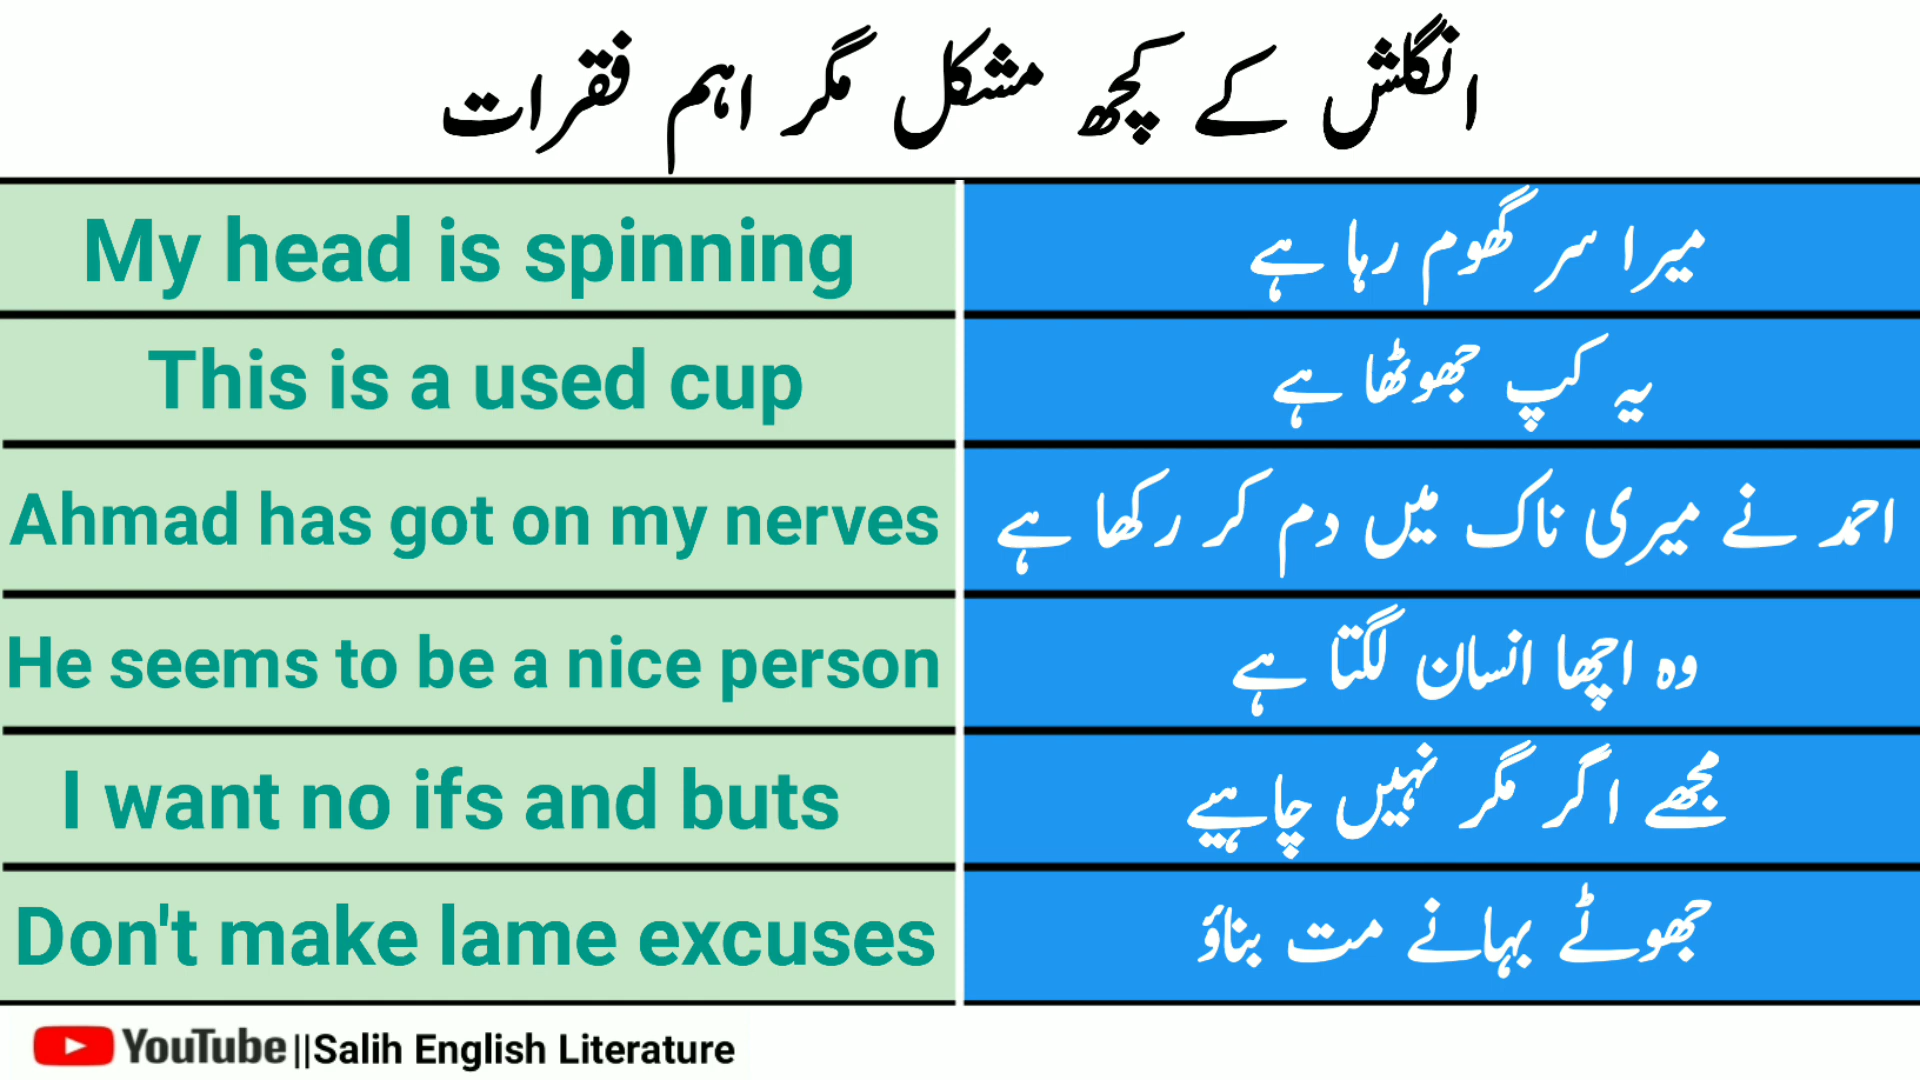 انگلش کے کچھ مشکل مگر اہم فقرات
My head is spinning
میرا سر گھوم رہا ہے
This is a used cup
یہ کپ جھوٹھا ہے
Ahmad has got on my nerves
احمد نے میری ناک میں دم کر رکھا ہے
He seems to be a nice person
وہ اچھا انسان لگتا ہے
I want no ifs and buts
مجھے اگر مگر نہیں چاہیے
Don't make lame excuses
جھوٹے بہانے مت بناؤ
YouTube ||Salih English Literature